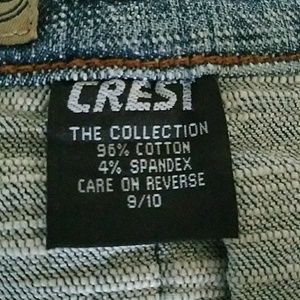 CREST
THE COLLECTION
96% COTTON
4% SPANDEX
CARE ON REVERSE
9/10